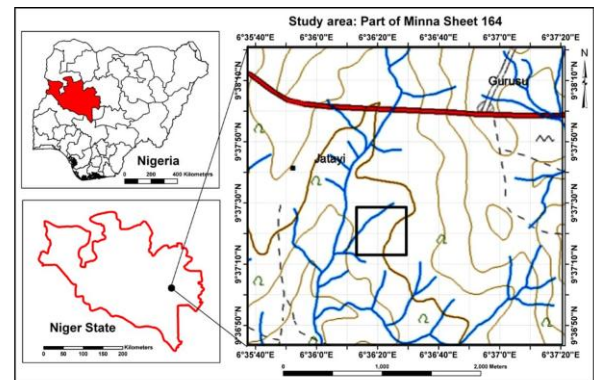 Study area: Part of Minna Sheet 164
6°35'40"E 6°36'0"E 6°36'20"E 6°36'40"E 6°37'0"E 6°37'20"E
N
9°38'10"N 9°38'10"N
Gurusu
9°37'50"N 9°37'50"N
Jatayi
Nigeria
0 200 400 Kilometers
9°37'30"N 9°37'30"N
9°37'10"N 9°37'10"N
Niger State
9°36'50"N 9°36'50"N
0 50 100 200 Kilometers
6°35'40"E 6°36'0"E 6°36'20"E 6°36'40"E 6°37'0"E 6°37'20"E
0 1,000 2,000 Meters